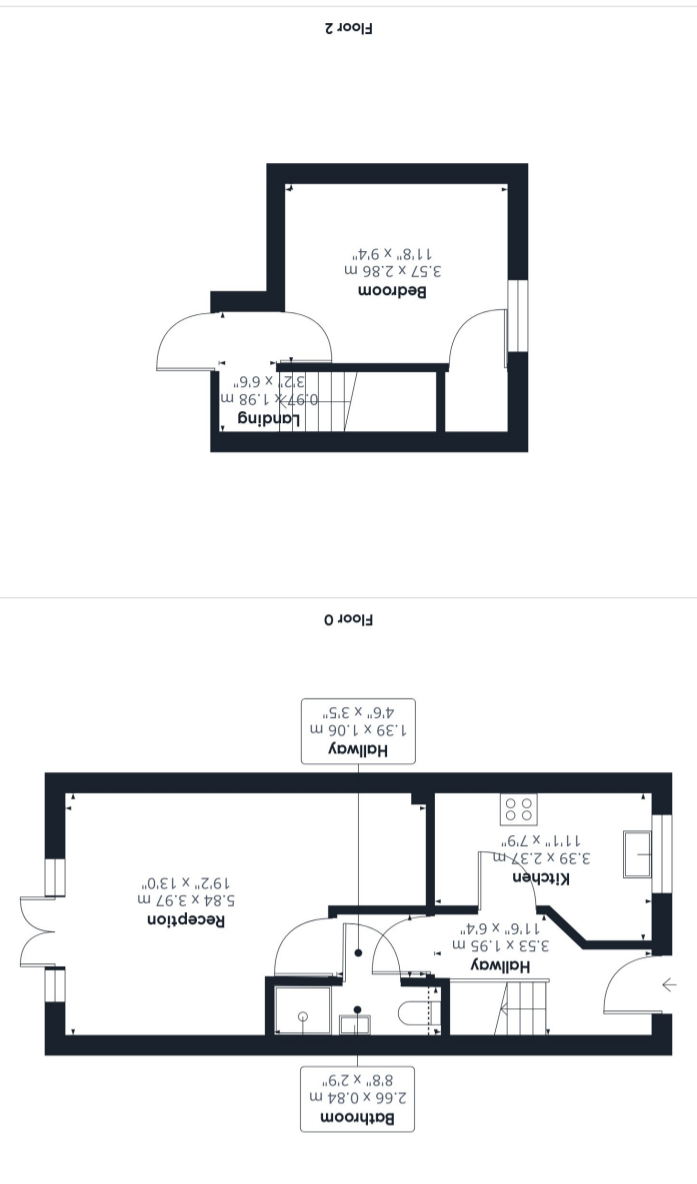 Bathroom
2.66 x 0.84 m
8'8" x 2'9"
Hallway
3.53 x 1.95 m
11'6" x 6'4"
Reception
5.84 x 3.97 m
19'2" x 13'0"
Kitchen
3.39 x 2.37 m
11'1" x 7'9"
Hallway
1.39 x 1.06 m
4'6" x 3'5"
Floor 0
Landing
0.97 x 1.98 m
3'2" x 6'6"
Bedroom
3.57 x 2.86 m
11'8" x 9'4"
Floor 2